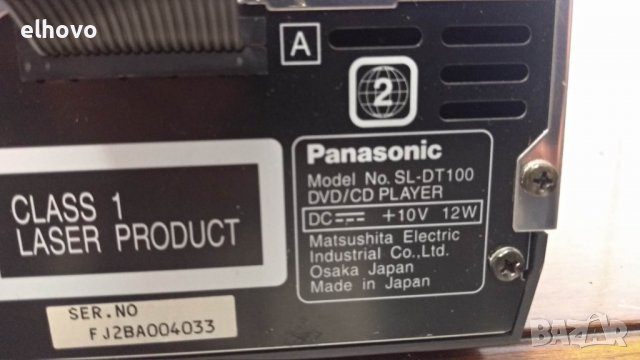 elhovo
A
2
Panasonic
Model No. SL-DT100
DVD/CD PLAYER
DC +10V 12W
Matsushita Electric
Industrial Co.,Ltd.
Osaka Japan
Made in Japan
CLASS 1
LASER PRODUCT
SER.NO
FJ2BA004033
BAZAR